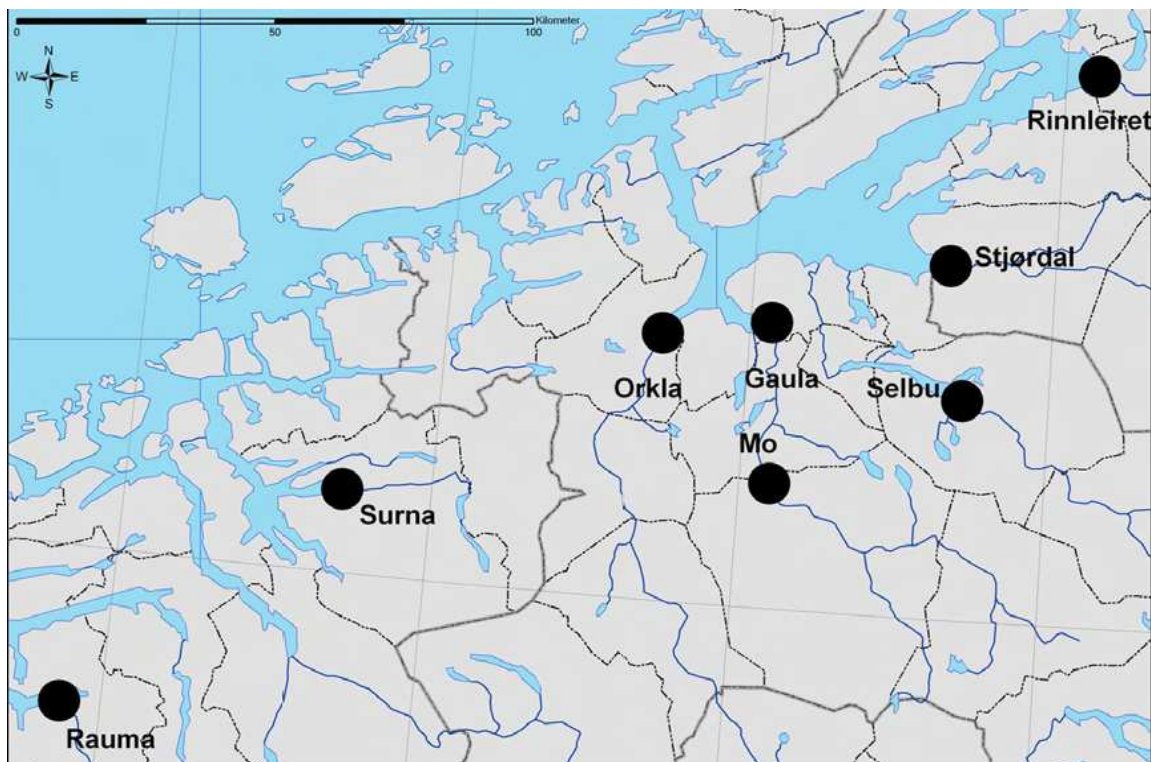 Kilometer
0 50 100
N
W E
S
Rinnleiret
Stjørdal
Orkla
Gaula
Selbu
Mo
Surna
Rauma